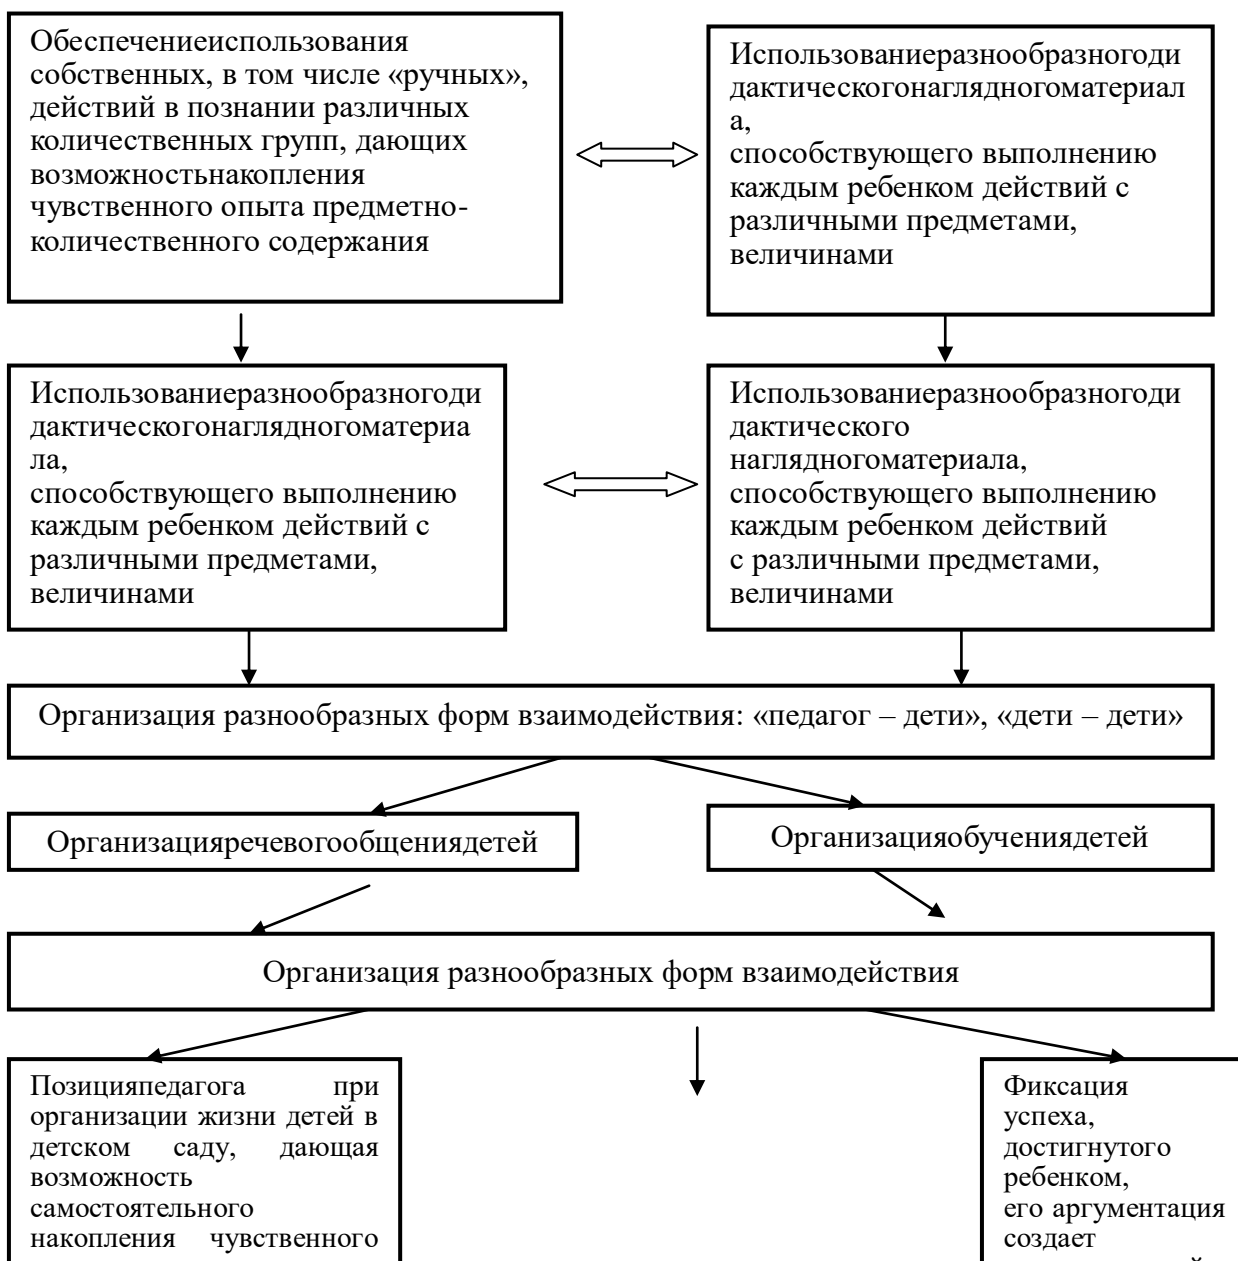 Обеспечениеиспользования
собственных, в том числе «ручных»,
действий в познании различных
количественных групп, дающих
возможностьнакопления
чувственного опыта предметно-
количественного содержания
Использованиеразнообразногоди
дактическогонаглядногоматериал
а,
способствующего выполнению
каждым ребенком действий с
различными предметами,
величинами
Использованиеразнообразногоди
дактическогонаглядногоматериа
ла,
способствующего выполнению
каждым ребенком действий с
различными предметами,
величинами
Использованиеразнообразногоди
дактического
наглядногоматериала,
способствующего выполнению
каждым ребенком действий
с различными предметами,
величинами
Организация разнообразных форм взаимодействия: «педагог – дети», «дети – дети»
Организацияречевогообщениядетей
Организацияобучениядетей
Организация разнообразных форм взаимодействия
Позицияпедагога при
организации жизни детей в
детском саду, дающая
возможность
самостоятельного
накопления чувственного
Фиксация
успеха,
достигнутого
ребенком,
его аргументация
создает